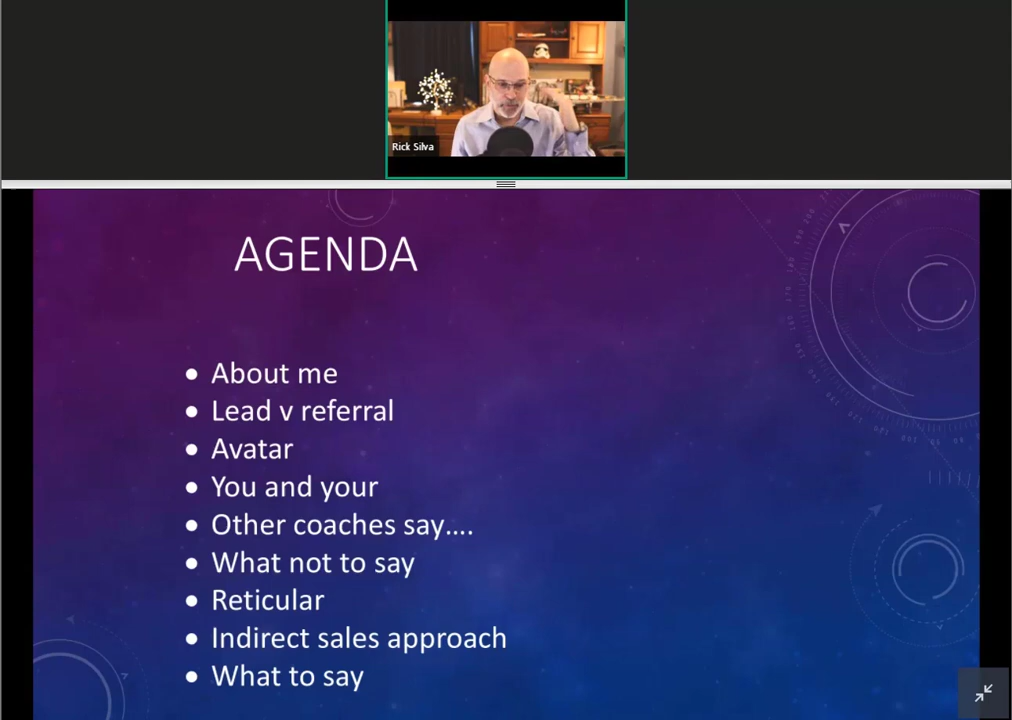 Rick Silva
AGENDA
About me
Lead v referral
Avatar
You and your
Other coaches say....
What not to say
Reticular
Indirect sales approach
What to say